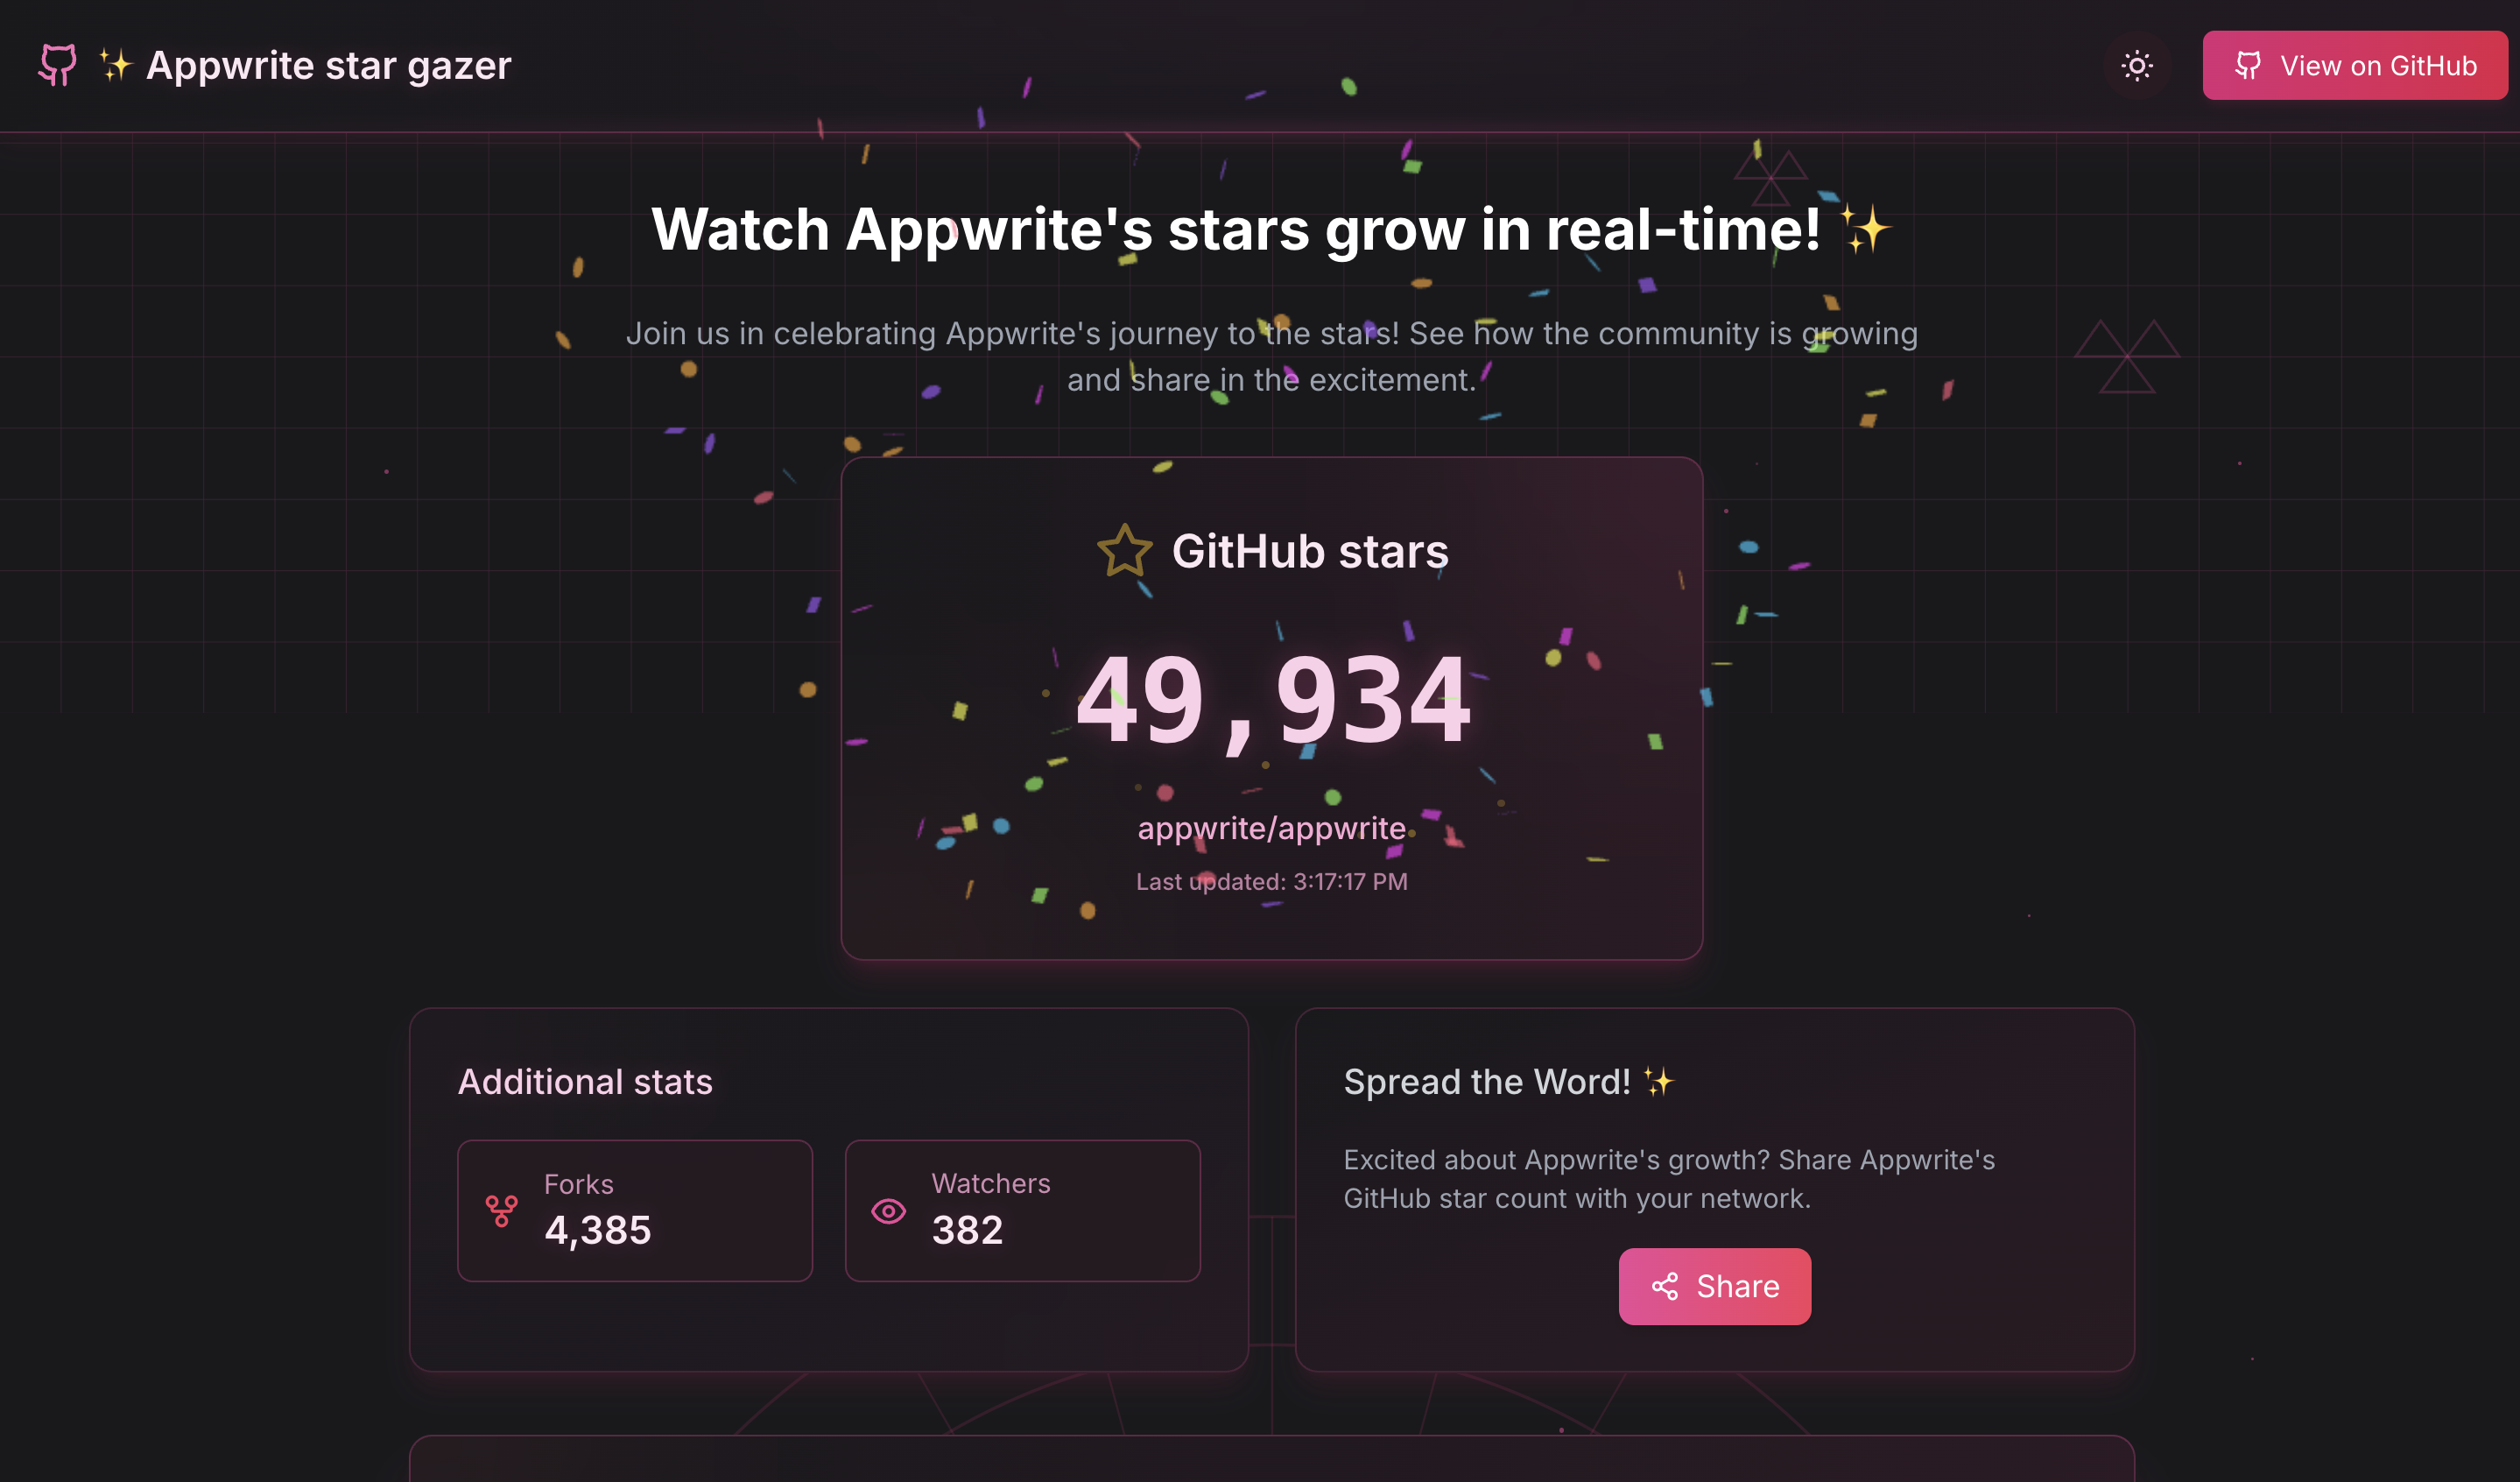 ✨ Appwrite star gazer
View on GitHub
Watch Appwrite's stars grow in real-time! ✨
Join us in celebrating Appwrite's journey to the stars! See how the community is growing
and share in the excitement.
GitHub stars
49,934
appwrite/appwrite
Last updated: 3:17:17 PM
Additional stats
Forks
4,385
Watchers
382
Spread the Word! ✨
Excited about Appwrite's growth? Share Appwrite's
GitHub star count with your network.
Share